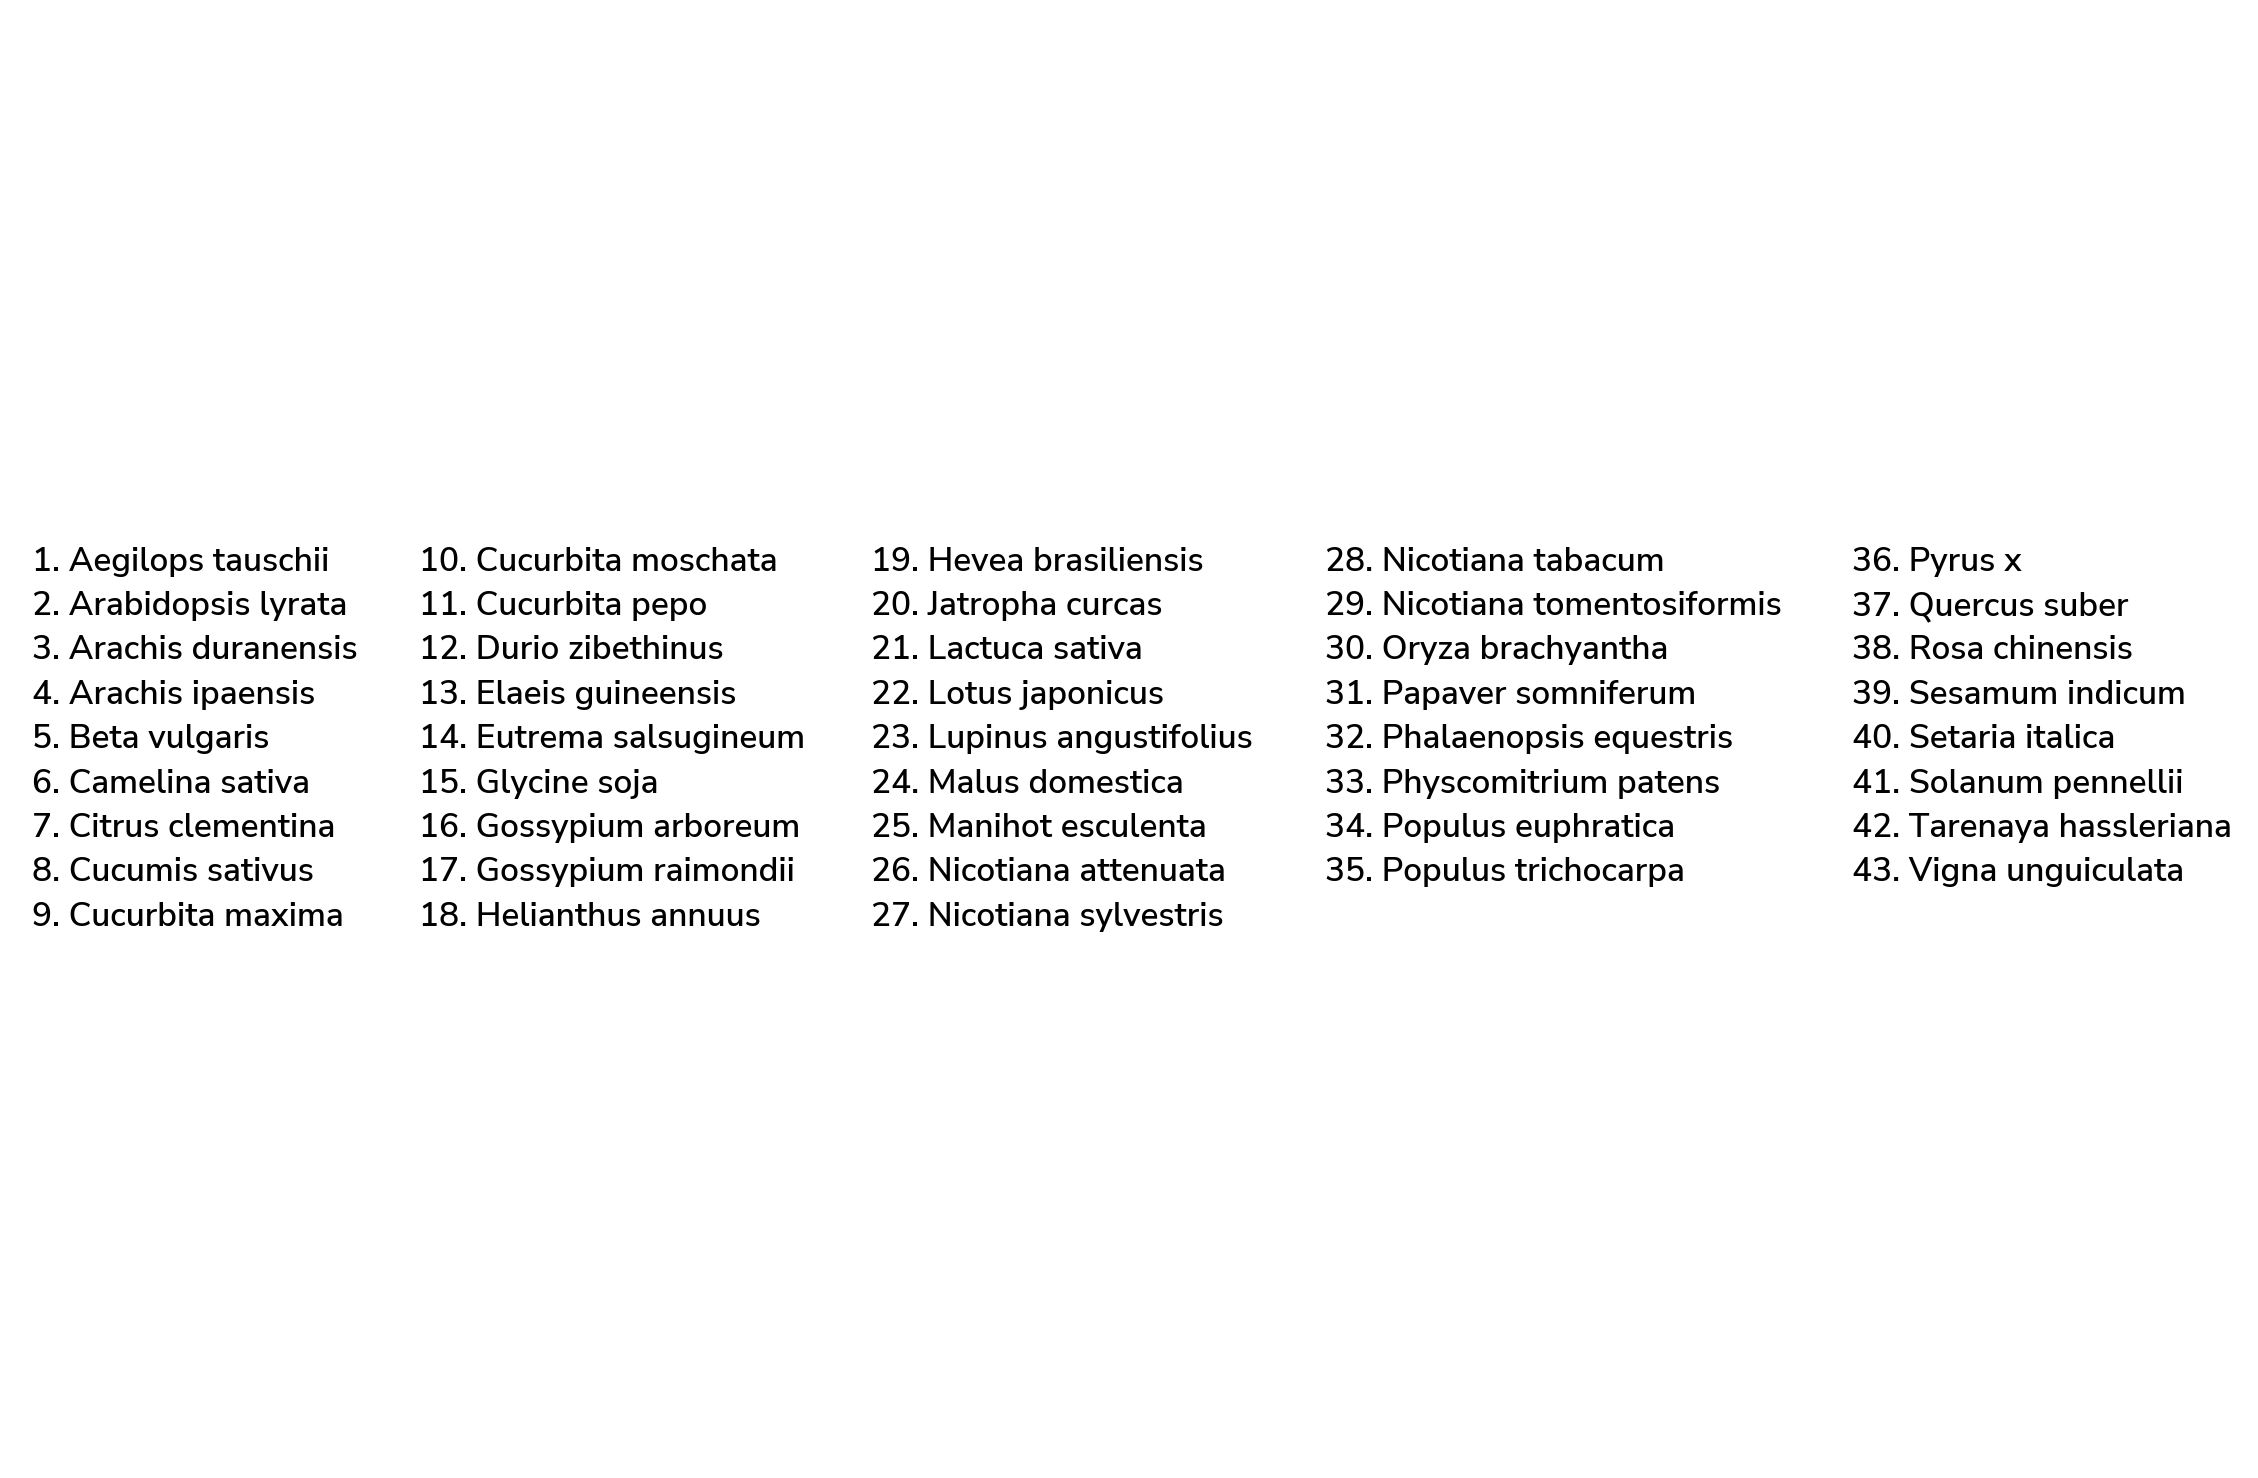 1. Aegilops tauschii
2. Arabidopsis lyrata
3. Arachis duranensis
4. Arachis ipaensis
5. Beta vulgaris
6. Camelina sativa
7. Citrus clementina
8. Cucumis sativus
9. Cucurbita maxima
10. Cucurbita moschata
11. Cucurbita pepo
12. Durio zibethinus
13. Elaeis guineensis
14. Eutrema salsugineum
15. Glycine soja
16. Gossypium arboreum
17. Gossypium raimondii
18. Helianthus annuus
19. Hevea brasiliensis
20. Jatropha curcas
21. Lactuca sativa
22. Lotus japonicus
23. Lupinus angustifolius
24. Malus domestica
25. Manihot esculenta
26. Nicotiana attenuata
27. Nicotiana sylvestris
28. Nicotiana tabacum
29. Nicotiana tomentosiformis
30. Oryza brachyantha
31. Papaver somniferum
32. Phalaenopsis equestris
33. Physcomitrium patens
34. Populus euphratica
35. Populus trichocarpa
36. Pyrus x
37. Quercus suber
38. Rosa chinensis
39. Sesamum indicum
40. Setaria italica
41. Solanum pennellii
42. Tarenaya hassleriana
43. Vigna unguiculata